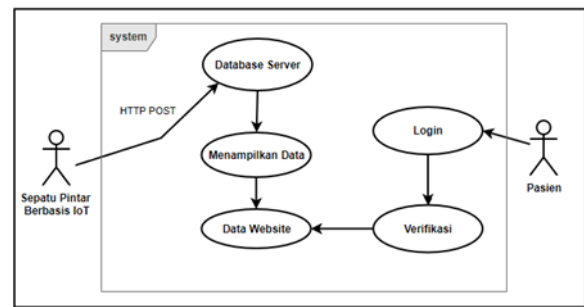 system
Database Server
HTTP POST
Login
Menampilkan Data
Sepatu Pintar
Berbasis IoT
Pasien
Data Website
Verifikasi